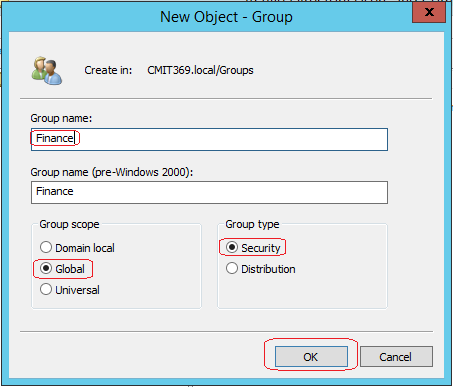 New Object - Group
x
Create in: CMIT369.local/Groups
Group name:
Finance
Group name (pre-Windows 2000):
Finance
Group scope
Domain local
Global
Universal
Group type
Security
Distribution
OK
Cancel